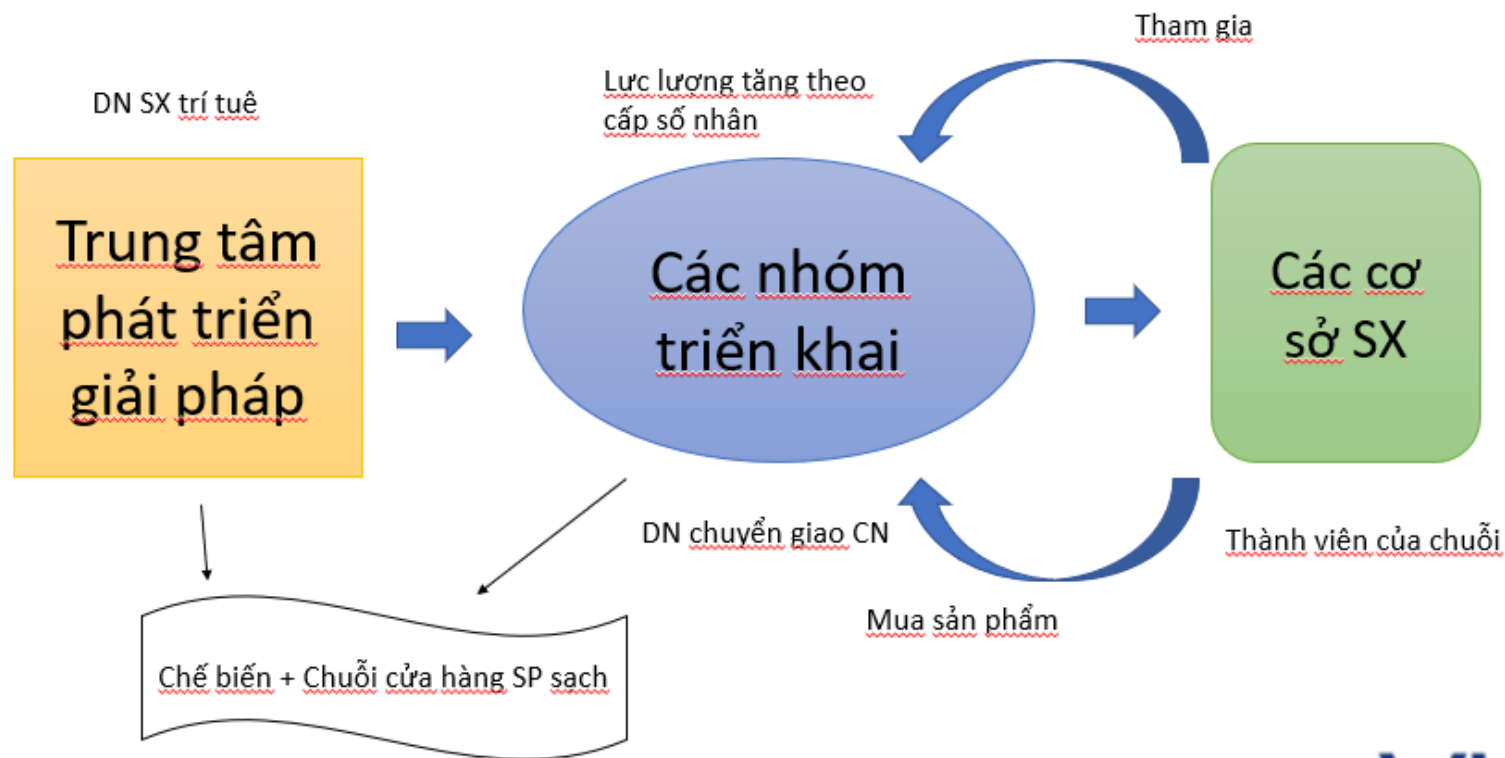 Tham gia
DN SX trí tuê
Lưc lượng tăng theo
cấp số nhân
Trung tâm
phát triển
giải pháp
Các nhóm
triển khai
Các cơ
sở SX
DN chuyển giao CN
Thành viên của chuỗi
Mua sản phẩm
Chế biến + Chuỗi cửa hàng SP sạch